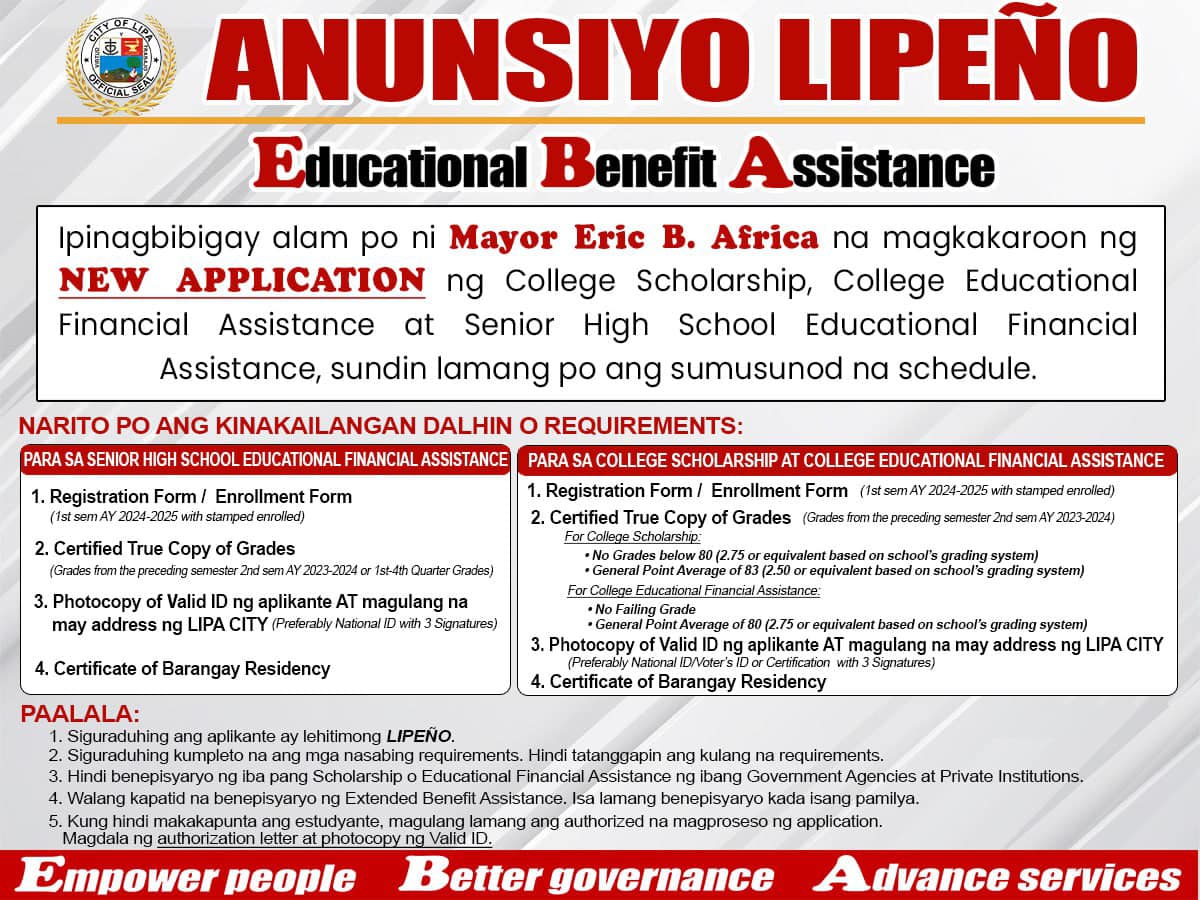 CITY OF LIPA
OFFICIAL SEAL
ANUNSIYO LIPEÑO
Educational Benefit Assistance
Ipinagbibigay alam po ni Mayor Eric B. Africa na magkakaroon ng
NEW APPLICATION ng College Scholarship, College Educational
Financial Assistance at Senior High School Educational Financial
Assistance, sundin lamang po ang sumusunod na schedule.
NARITO PO ANG KINAKAILANGAN DALHIN O REQUIREMENTS:
PARA SA SENIOR HIGH SCHOOL EDUCATIONAL FINANCIAL ASSISTANCE
1. Registration Form / Enrollment Form
(1st sem AY 2024-2025 with stamped enrolled)
2. Certified True Copy of Grades
(Grades from the preceding semester 2nd sem AY 2023-2024 or 1st-4th Quarter Grades)
3. Photocopy of Valid ID ng aplikante AT magulang na
may address ng LIPA CITY (Preferably National ID with 3 Signatures)
4. Certificate of Barangay Residency
PARA SA COLLEGE SCHOLARSHIP AT COLLEGE EDUCATIONAL FINANCIAL ASSISTANCE
1. Registration Form / Enrollment Form (1st sem AY 2024-2025 with stamped enrolled)
2. Certified True Copy of Grades (Grades from the preceding semester 2nd sem AY 2023-2024)
For College Scholarship:
• No Grades below 80 (2.75 or equivalent based on school's grading system)
• General Point Average of 83 (2.50 or equivalent based on school's grading system)
For College Educational Financial Assistance:
• No Failing Grade
• General Point Average of 80 (2.75 or equivalent based on school's grading system)
3. Photocopy of Valid ID ng aplikante AT magulang na may address ng LIPA CITY
(Preferably National ID/Voter's ID or Certification with 3 Signatures)
4. Certificate of Barangay Residency
PAALALA:
1. Siguraduhing ang aplikante ay lehitimong LIPEÑO.
2. Siguraduhing kumpleto na ang mga nasabing requirements. Hindi tatanggapin ang kulang na requirements.
3. Hindi benepisyaryo ng iba pang Scholarship o Educational Financial Assistance ng ibang Government Agencies at Private Institutions.
4. Walang kapatid na benepisyaryo ng Extended Benefit Assistance. Isa lamang benepisyaryo kada isang pamilya.
5. Kung hindi makakapunta ang estudyante, magulang lamang ang authorized na magproseso ng application.
Magdala ng authorization letter at photocopy ng Valid ID.
Empower people Better governance Advance services